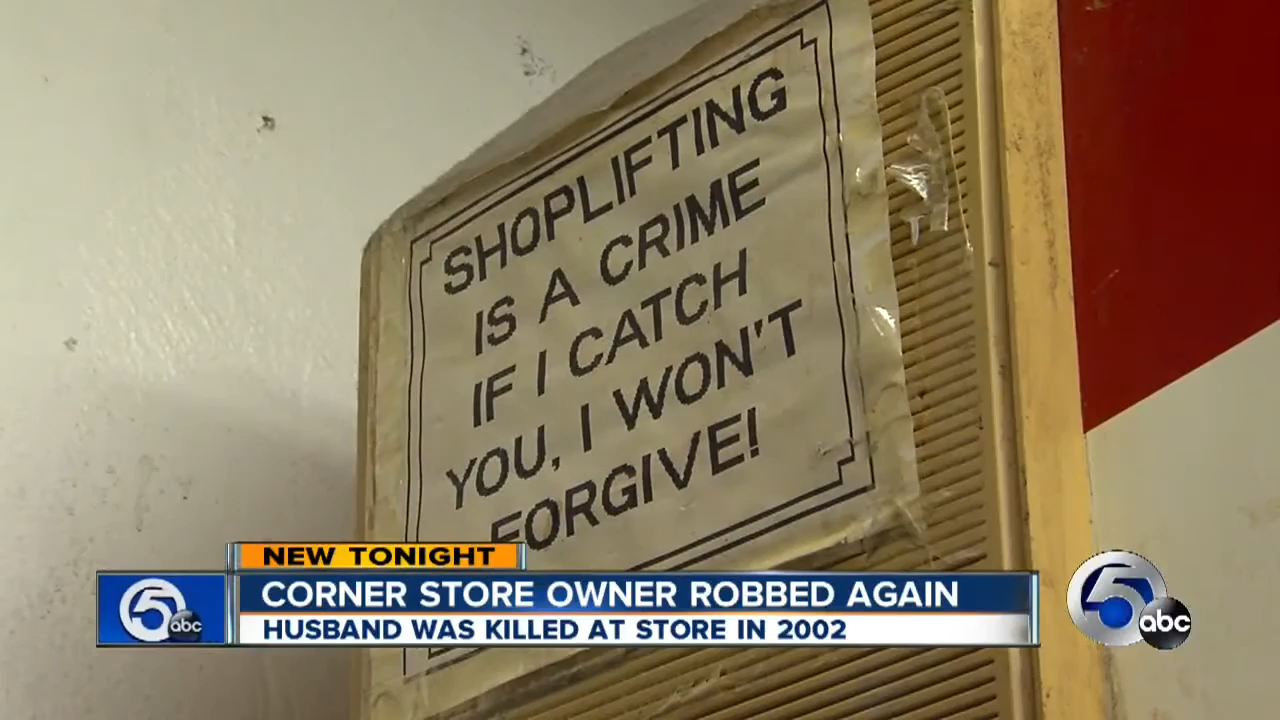 SHOPLIFTING
IS A CRIME
IF I CATCH
YOU, I WON'T
FORGIVE!
NEW TONIGHT
CORNER STORE OWNER ROBBED AGAIN
HUSBAND WAS KILLED AT STORE IN 2002
5 abc
5 abc